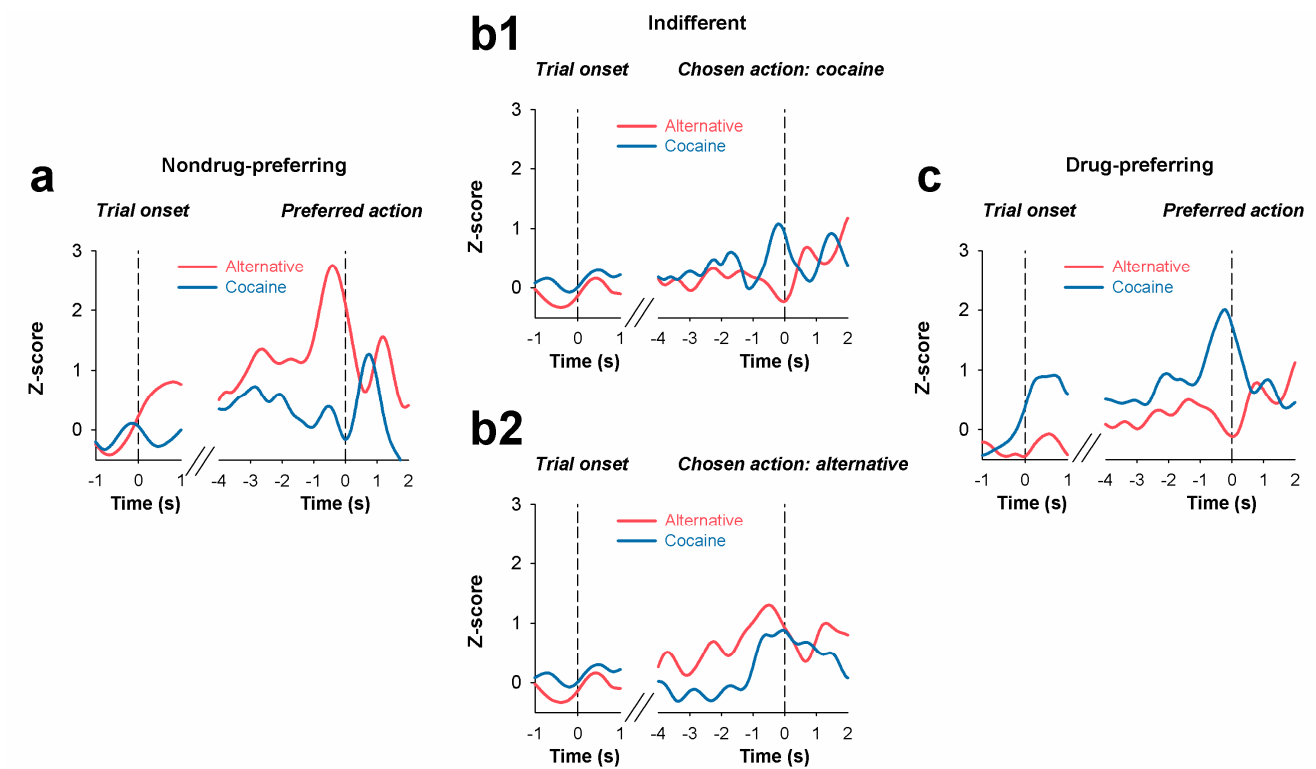 a
Nondrug-preferring
Trial onset
Preferred action
Alternative
Cocaine
Z-score
3
2
1
0
-1 0 1
-4 -3 -2 -1 0 1 2
Time (s)
Time (s)
b1
Indifferent
Trial onset
Chosen action: cocaine
Alternative
Cocaine
Z-score
3
2
1
0
-1 0 1
-4 -3 -2 -1 0 1 2
Time (s)
Time (s)
b2
Trial onset
Chosen action: alternative
Alternative
Cocaine
Z-score
3
2
1
0
-1 0 1
-4 -3 -2 -1 0 1 2
Time (s)
Time (s)
c
Drug-preferring
Trial onset
Preferred action
Alternative
Cocaine
Z-score
3
2
1
0
-1 0 1
-4 -3 -2 -1 0 1 2
Time (s)
Time (s)